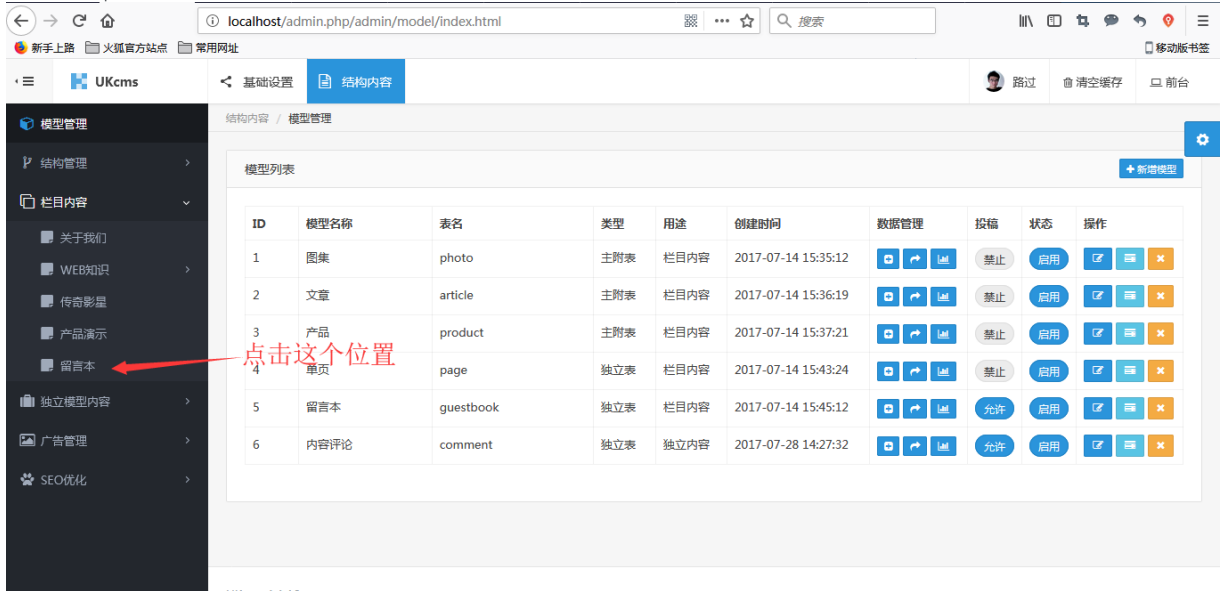 localhost/admin.php/admin/model/index.html
搜索
新手上路 火狐官方站点 常用网址 移动版书签
UKcms 基础设置 结构内容 路过 清空缓存 前台
模型管理
结构管理
栏目内容
关于我们
WEB知识
传奇影星
产品演示
留言本
独立模型内容
广告管理
SEO优化
结构内容 / 模型管理
模型列表 新增模型
ID 模型名称 表名 类型 用途 创建时间 数据管理 投稿 状态 操作
1 图集 photo 主附表 栏目内容 2017-07-14 15:35:12 禁止 启用
2 文章 article 主附表 栏目内容 2017-07-14 15:36:19 禁止 启用
3 产品 product 主附表 栏目内容 2017-07-14 15:37:21 禁止 启用
点击这个位置
4 单页 page 独立表 栏目内容 2017-07-14 15:43:24 禁止 启用
5 留言本 guestbook 独立表 栏目内容 2017-07-14 15:45:12 允许 启用
6 内容评论 comment 独立表 独立内容 2017-07-28 14:27:32 允许 启用